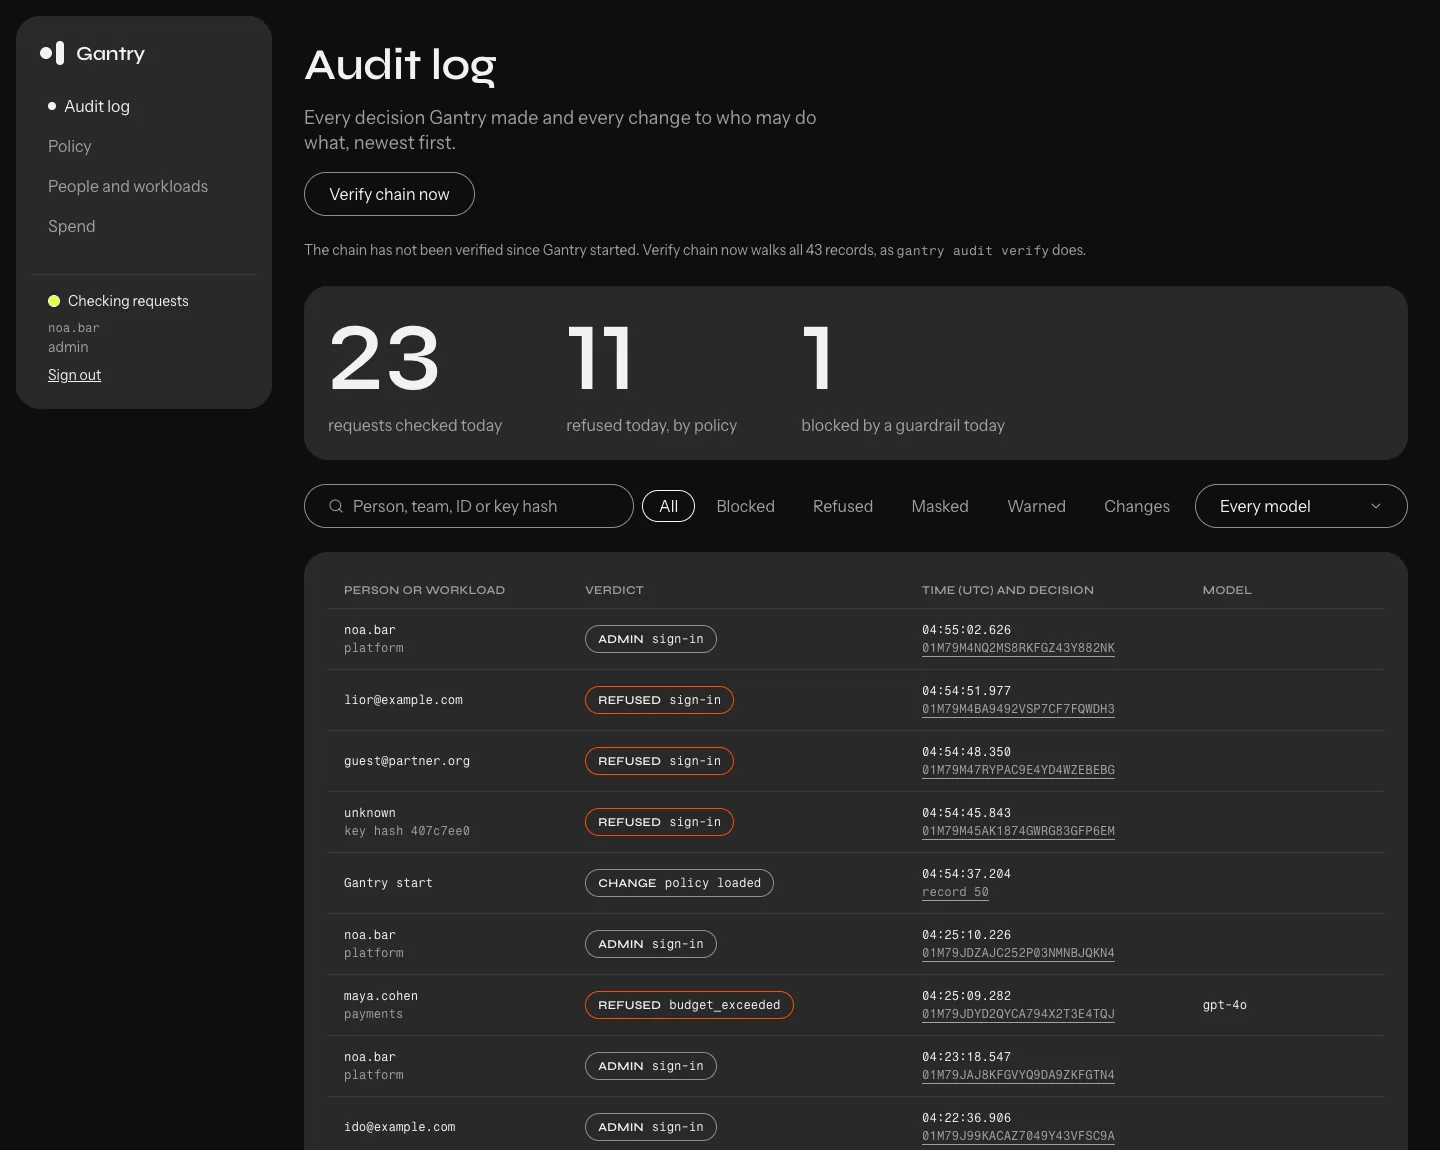 Gantry
Audit log
Policy
People and workloads
Spend
Checking requests
noa.bar
admin
Sign out
Audit log
Every decision Gantry made and every change to who may do
what, newest first.
Verify chain now
The chain has not been verified since Gantry started. Verify chain now walks all 43 records, as gantry audit verify does.
23
requests checked today
11
refused today, by policy
1
blocked by a guardrail today
Person, team, ID or key hash
All Blocked Refused Masked Warned Changes
Every model
PERSON OR WORKLOAD VERDICT TIME (UTC) AND DECISION MODEL
noa.bar
platform
ADMIN sign-in
04:55:02.626
01M79M4NQ2MS8RKFGZ43Y882NK
lior@example.com
REFUSED sign-in
04:54:51.977
01M79M4BA9492VSP7CF7FQWDH3
guest@partner.org
REFUSED sign-in
04:54:48.350
01M79M47RYPAC9E4YD4WZEBEBG
unknown
key hash 407c7ee0
REFUSED sign-in
04:54:45.843
01M79M45AK1874GWRG83GFP6EM
Gantry start
CHANGE policy loaded
04:54:37.204
record 50
noa.bar
platform
ADMIN sign-in
04:25:10.226
01M79JDZAJC252P03NMNBJQKN4
maya.cohen
payments
REFUSED budget_exceeded
04:25:09.282
01M79JDYD2QYCA794X2T3E4TQJ
gpt-4o
noa.bar
platform
ADMIN sign-in
04:23:18.547
01M79JAJ8KFGVYQ9DA9ZKFGTN4
ido@example.com
ADMIN sign-in
04:22:36.906
01M79J99KACAZ7049Y43VFSC9A